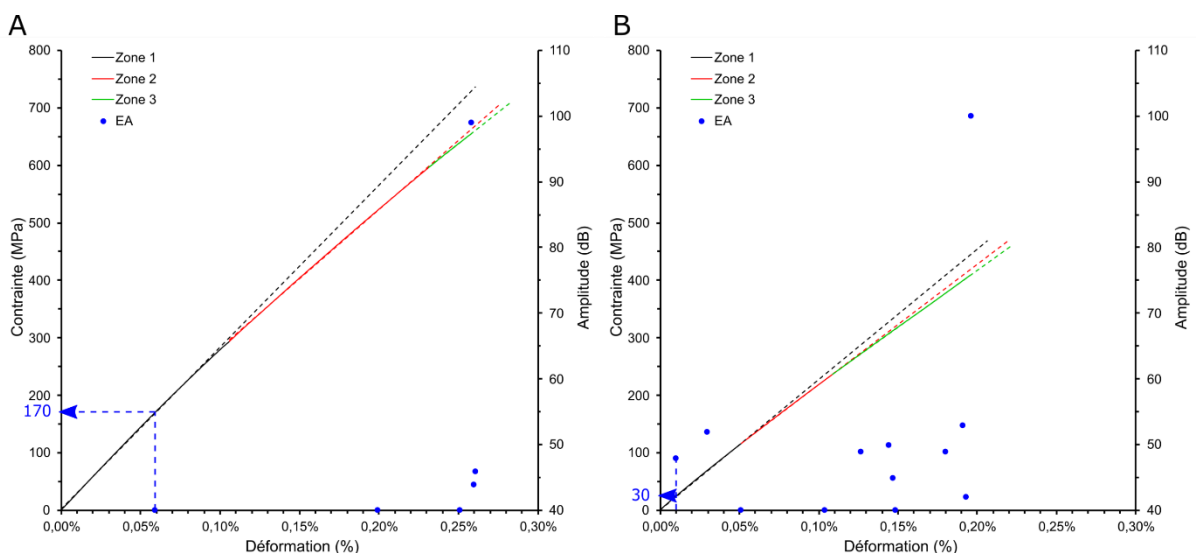 A
800
700
600
500
400
300
200
100
0
170
Contrainte (MPa)
Zone 1
Zone 2
Zone 3
EA
110
100
90
80
70
60
50
40
Amplitude (dB)
0,00% 0,05% 0,10% 0,15% 0,20% 0,25% 0,30%
Déformation (%)
B
800
700
600
500
400
300
200
100
0
30
Contrainte (MPa)
Zone 1
Zone 2
Zone 3
EA
110
100
90
80
70
60
50
40
Amplitude (dB)
0,00% 0,05% 0,10% 0,15% 0,20% 0,25% 0,30%
Déformation (%)